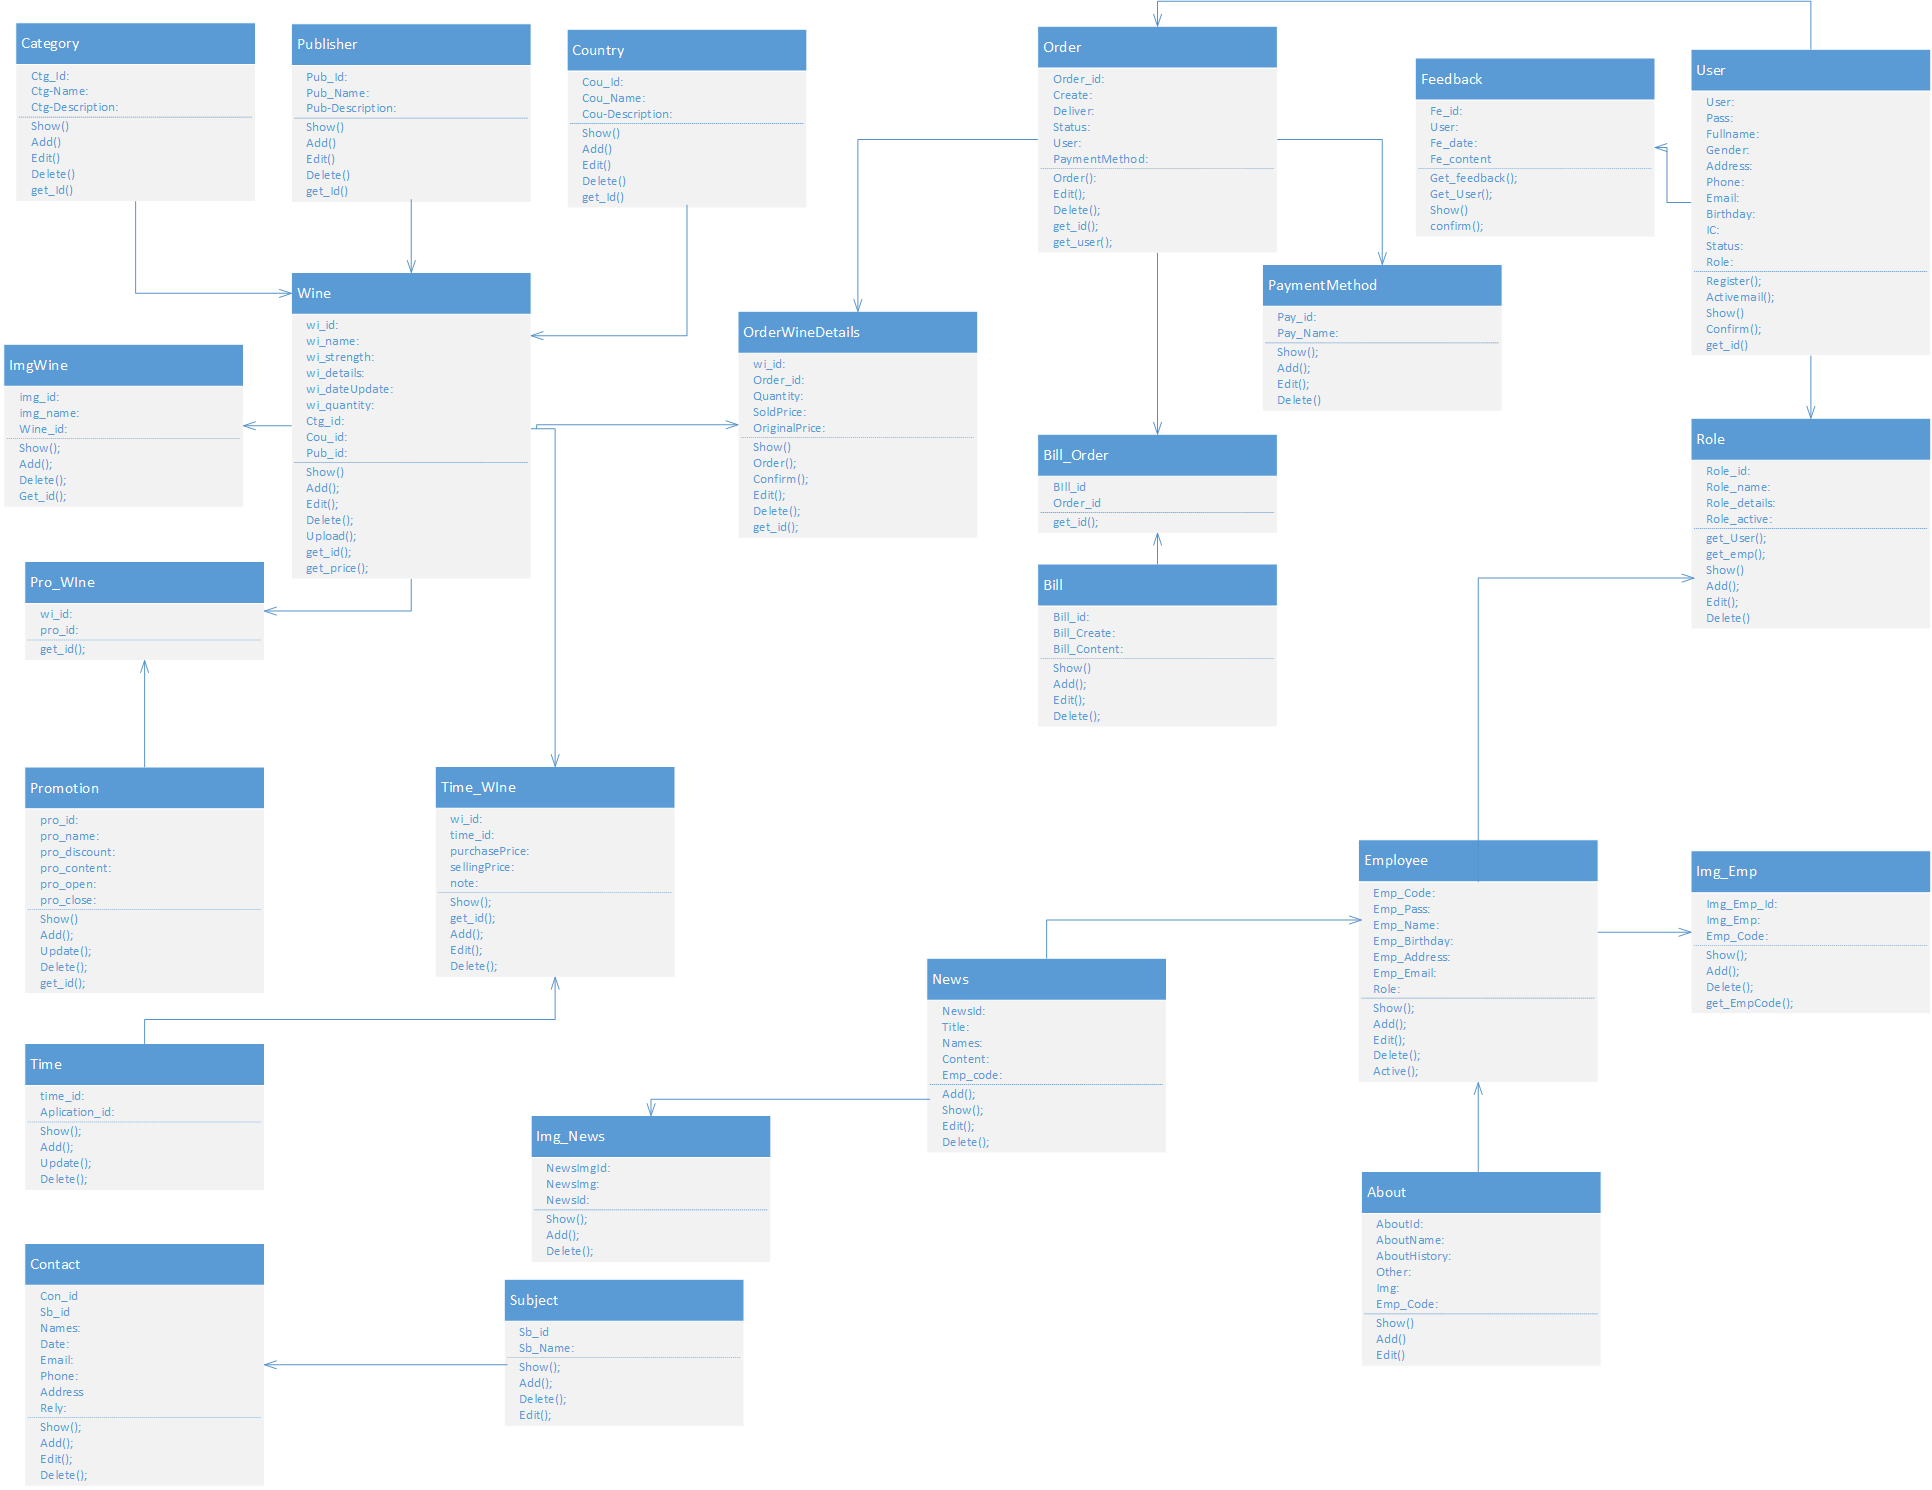 Category
Ctg_Id:
Ctg-Name:
Ctg-Description:
Show()
Add()
Edit()
Delete()
get_Id()
Publisher
Pub_Id:
Pub_Name:
Pub-Description:
Show()
Add()
Edit()
Delete()
get_Id()
Country
Cou_Id:
Cou_Name:
Cou-Description:
Show()
Add()
Edit()
Delete()
get_Id()
Order
Order_id:
Create:
Deliver:
Status:
User:
PaymentMethod:
Order():
Edit();
Delete();
get_id();
get_user();
Feedback
Fe_id:
User:
Fe_date:
Fe_content
Get_feedback();
Get_User();
Show()
confirm();
User
User:
Pass:
Fullname:
Gender:
Address:
Phone:
Email:
Birthday:
IC:
Status:
Role:
Register();
Activemail();
Show()
Confirm();
get_id()
Wine
wi_id:
wi_name:
wi_strength:
wi_details:
wi_dateUpdate:
wi_quantity:
Ctg_id:
Cou_id:
Pub_id:
Show()
Add();
Edit();
Delete();
Upload();
get_id();
get_price();
ImgWine
img_id:
img_name:
Wine_id:
Show();
Add();
Delete();
Get_id();
OrderWineDetails
wi_id:
Order_id:
Quantity:
SoldPrice:
OriginalPrice:
Show()
Order();
Confirm();
Edit();
Delete();
get_id();
PaymentMethod
Pay_id:
Pay_Name:
Show();
Add();
Edit();
Delete()
Bill_Order
BIll_id
Order_id
get_id();
Role
Role_id:
Role_name:
Role_details:
Role_active:
get_User();
get_emp();
Show()
Add();
Edit();
Delete()
Pro_WIne
wi_id:
pro_id:
get_id();
Bill
Bill_id:
Bill_Create:
Bill_Content:
Show()
Add();
Edit();
Delete();
Promotion
pro_id:
pro_name:
pro_discount:
pro_content:
pro_open:
pro_close:
Show()
Add();
Update();
Delete();
get_id();
Time_WIne
wi_id:
time_id:
purchasePrice:
sellingPrice:
note:
Show();
get_id();
Add();
Edit();
Delete();
Employee
Emp_Code:
Emp_Pass:
Emp_Name:
Emp_Birthday:
Emp_Address:
Emp_Email:
Role:
Show();
Add();
Edit();
Delete();
Active();
Img_Emp
Img_Emp_Id:
Img_Emp:
Emp_Code:
Show();
Add();
Delete();
get_EmpCode();
News
NewsId:
Title:
Names:
Content:
Emp_code:
Add();
Show();
Edit();
Delete();
Time
time_id:
Aplication_id:
Show();
Add();
Update();
Delete();
Img_News
NewsImgId:
NewsImg:
NewsId:
Show();
Add();
Delete();
About
AboutId:
AboutName:
AboutHistory:
Other:
Img:
Emp_Code:
Show()
Add()
Edit()
Contact
Con_id
Sb_id
Names:
Date:
Email:
Phone:
Address
Rely:
Show();
Add();
Edit();
Delete();
Subject
Sb_id
Sb_Name:
Show();
Add();
Delete();
Edit();